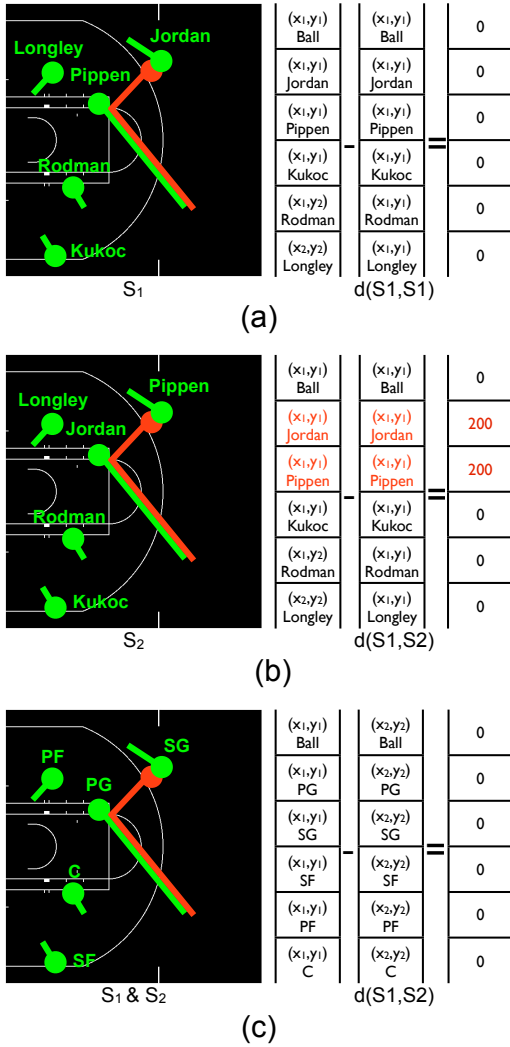 Longley
Jordan
Pippen
Rodman
Kukoc
S1
(x1,y1) (x1,y1) 0
Ball Ball
(x1,y1) (x1,y1) 0
Jordan Jordan
(x1,y1) (x1,y1) 0
Pippen Pippen
(x1,y1) - (x1,y1) = 0
Kukoc Kukoc
(x1,y2) (x1,y1) 0
Rodman Rodman
(x2,y2) (x1,y1) 0
Longley Longley
d(S1,S1)
(a)
Longley
Pippen
Jordan
Rodman
Kukoc
S2
(x1,y1) (x1,y1) 0
Ball Ball
(x1,y1) (x1,y1) 200
Jordan Jordan
(x1,y1) (x1,y1) 200
Pippen Pippen
(x1,y1) - (x1,y1) = 0
Kukoc Kukoc
(x1,y2) (x1,y1) 0
Rodman Rodman
(x2,y2) (x1,y1) 0
Longley Longley
d(S1,S2)
(b)
PF
SG
PG
C
SF
S1 & S2
(x1,y1) (x2,y2) 0
Ball Ball
(x1,y1) (x2,y2) 0
PG PG
(x1,y1) (x2,y2) 0
SG SG
(x1,y1) - (x2,y2) = 0
SF SF
(x1,y1) (x2,y2) 0
PF PF
(x1,y1) (x2,y2) 0
C C
d(S1,S2)
(c)